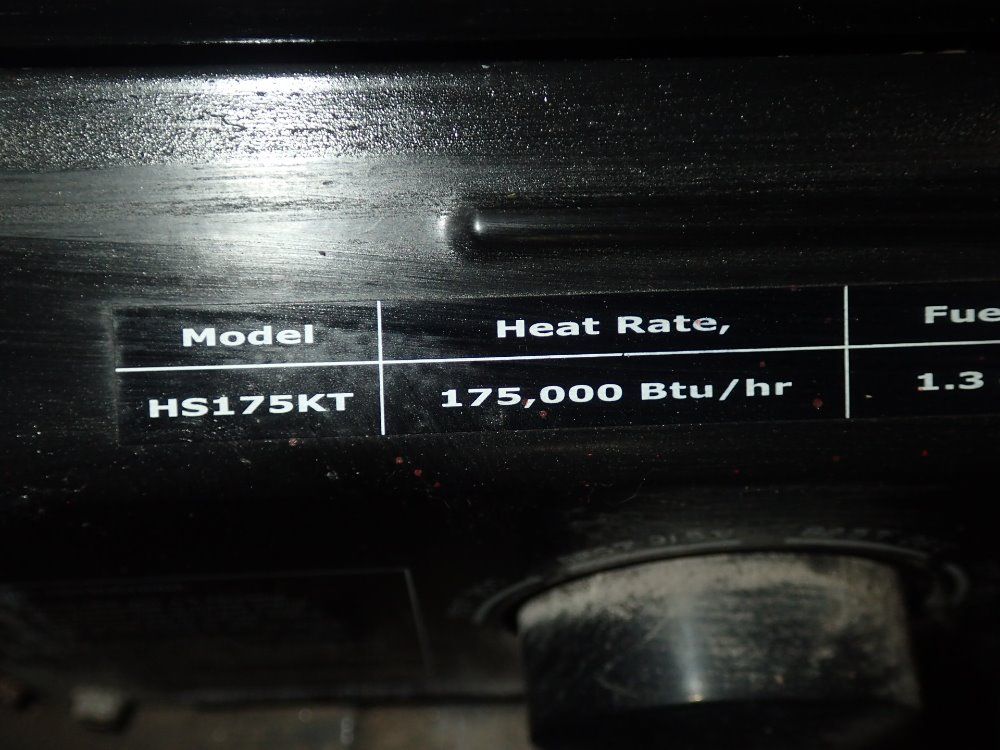 Model Heat Rate, Fue
HS175KT 175,000 Btu/hr 1.3